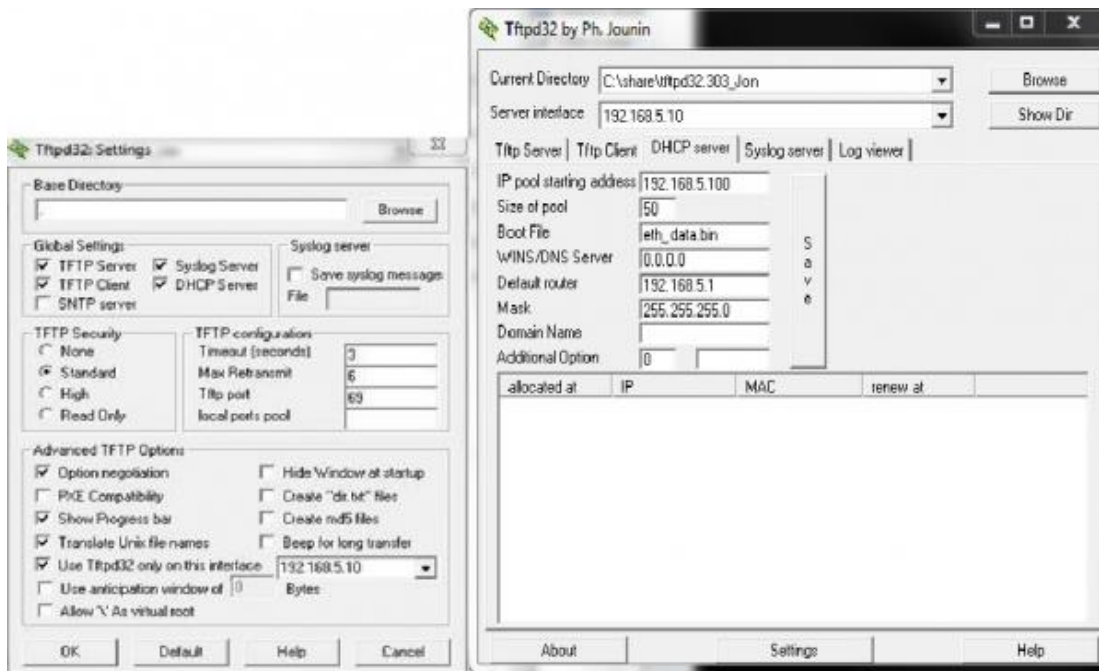 Tftpd32: Settings
Base Directory
.
Browse
Global Settings
TFTP Server
Syslog Server
TFTP Client
DHCP Server
SNTP server
Syslog server
Save syslog message
File
TFTP Security
None
Standard
High
Read Only
TFTP configuration
Timeout (seconds) 3
Max Retransmit 6
Tftp port 69
local ports pool
Advanced TFTP Options
Option negotiation
Hide Window at startup
PXE Compatibility
Create "dir.txt" files
Show Progress bar
Create md5 files
Translate Unix file names
Beep for long transfer
Use Tftpd32 only on this interface 192.168.5.10
Use anticipation window of 0 Bytes
Allow '\' As virtual root
OK Default Help Cancel
Tftpd32 by Ph. Jounin
Current Directory C:\share\tftpd32.303_Jon Browse
Server interface 192.168.5.10 Show Dir
Tftp Server Tftp Client DHCP server Syslog server Log viewer
IP pool starting address 192.168.5.100
Size of pool 50
Boot File eth_data.bin
WINS/DNS Server 0.0.0.0
Default router 192.168.5.1
Mask 255.255.255.0
Domain Name
Additional Option 0
Save
allocated at IP MAC renew at
About Settings Help